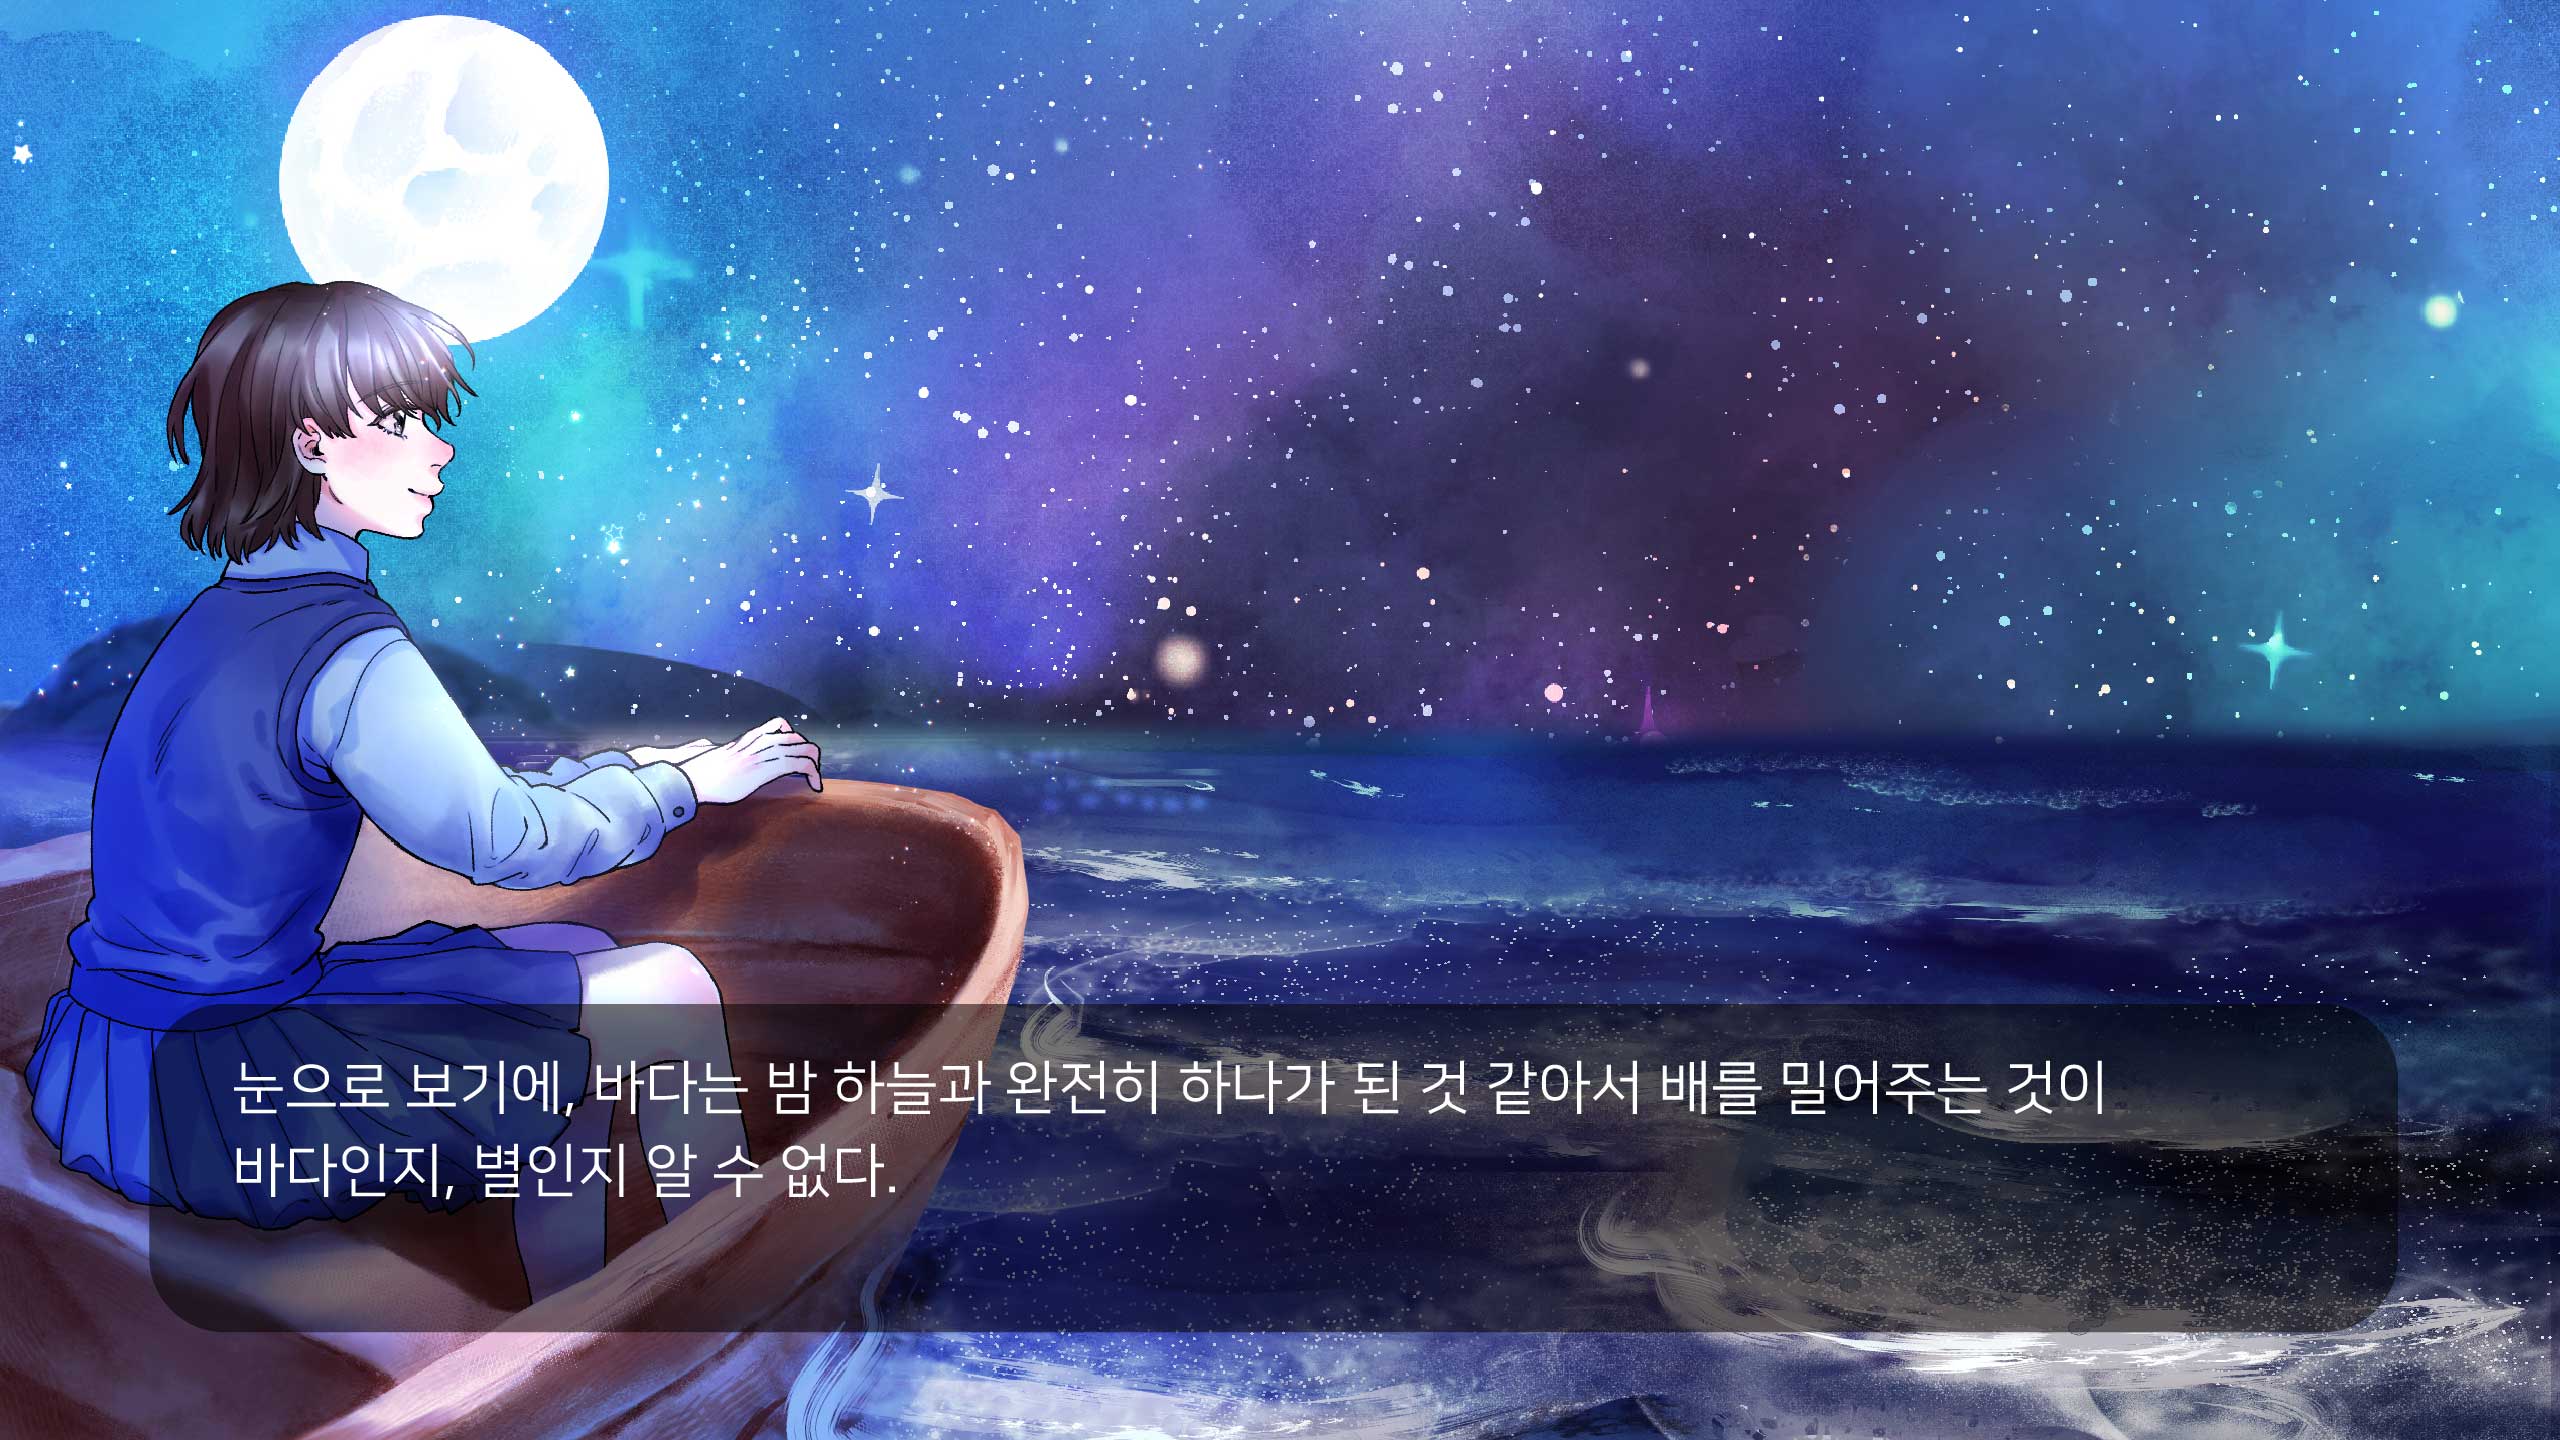 눈으로 보기에, 바다는 밤 하늘과 완전히 하나가 된 것 같아서 배를 밀어주는 것이
바다인지, 별인지 알 수 없다.